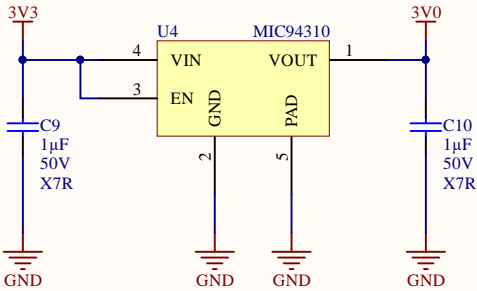 3V3
3V0
U4
MIC94310
4
VIN
VOUT
1
3
EN
GND
PAD
2
5
C9
1µF
50V
X7R
C10
1µF
50V
X7R
GND
GND
GND
GND